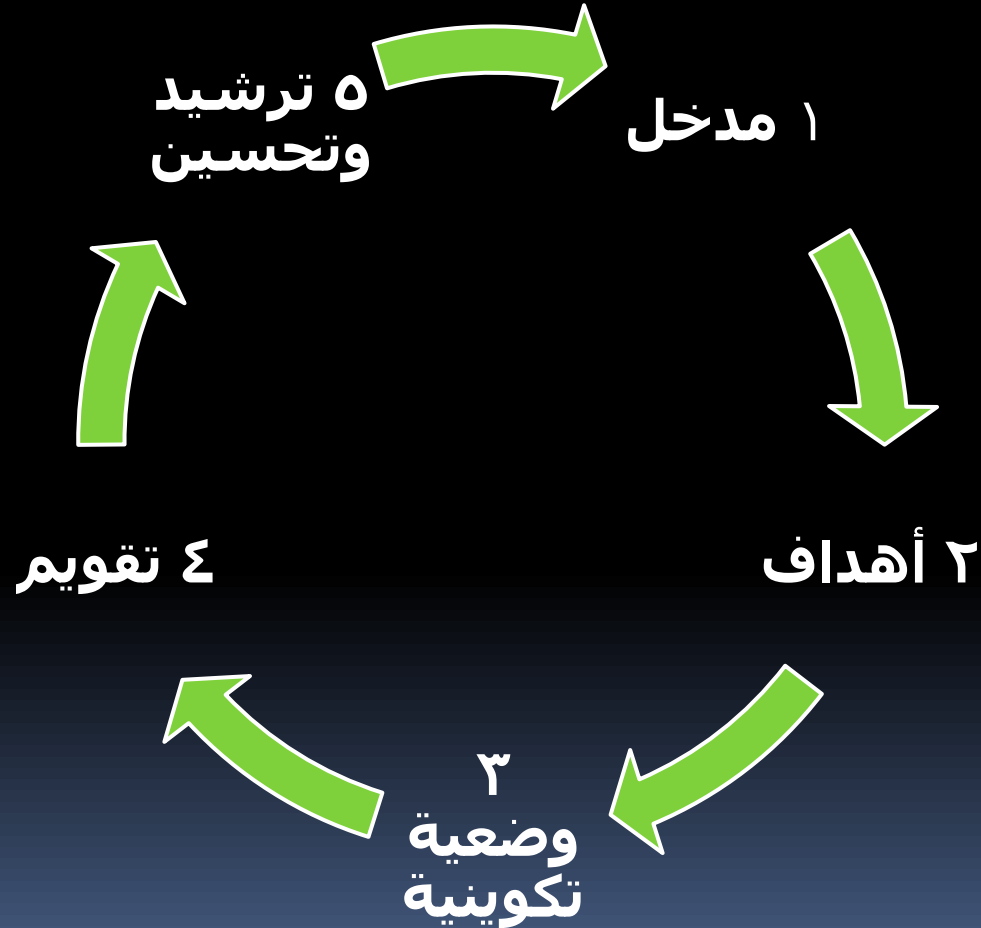 ١ مدخل
٢ أهداف
٣
وضعية
تكوينية
٤ تقويم
٥ ترشيد
وتحسين